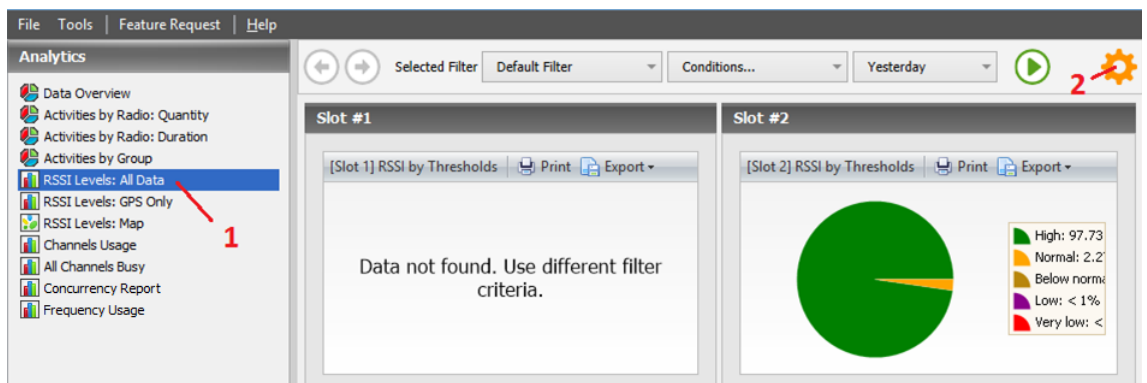 File Tools Feature Request Help
Analytics
Data Overview
Activities by Radio: Quantity
Activities by Radio: Duration
Activities by Group
RSSI Levels: All Data
RSSI Levels: GPS Only
RSSI Levels: Map
Channels Usage
All Channels Busy
Concurrency Report
Frequency Usage
1
Selected Filter Default Filter Conditions... Yesterday
2
Slot #1
[Slot 1] RSSI by Thresholds Print Export
Data not found. Use different filter
criteria.
Slot #2
[Slot 2] RSSI by Thresholds Print Export
High: 97.73
Normal: 2.2
Below norma
Low: < 1%
Very low: <